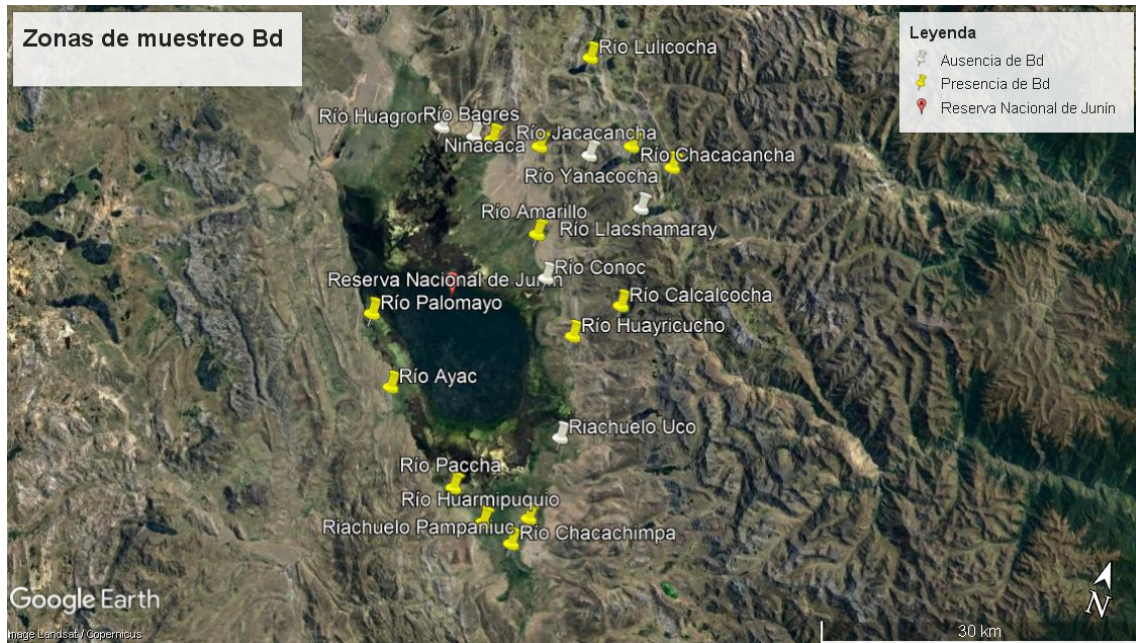 Zonas de muestreo Bd
Leyenda
Ausencia de Bd
Presencia de Bd
Reserva Nacional de Junín
Río Lulicocha
Río Huagror
Río Bagres
Ninacaca
Río Jacacancha
Río Chacacancha
Río Yanacocha
Río Amarillo
Río Llacshamaray
Río Conoc
Reserva Nacional de Junín
Río Palomayo
Río Calcalcocha
Río Huayricucho
Río Ayac
Riachuelo Uco
Río Paccha
Río Huarmipuquio
Riachuelo Pampaniuc
Río Chacachimpa
Google Earth
Image Landsat / Copernicus
30 km
N